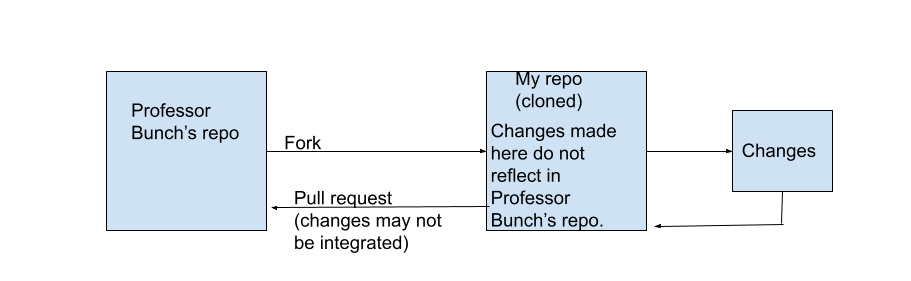 Professor
Bunch's repo
Fork
Pull request
(changes may not
be integrated)
My repo
(cloned)
Changes made
here do not
reflect in
Professor
Bunch's repo.
Changes